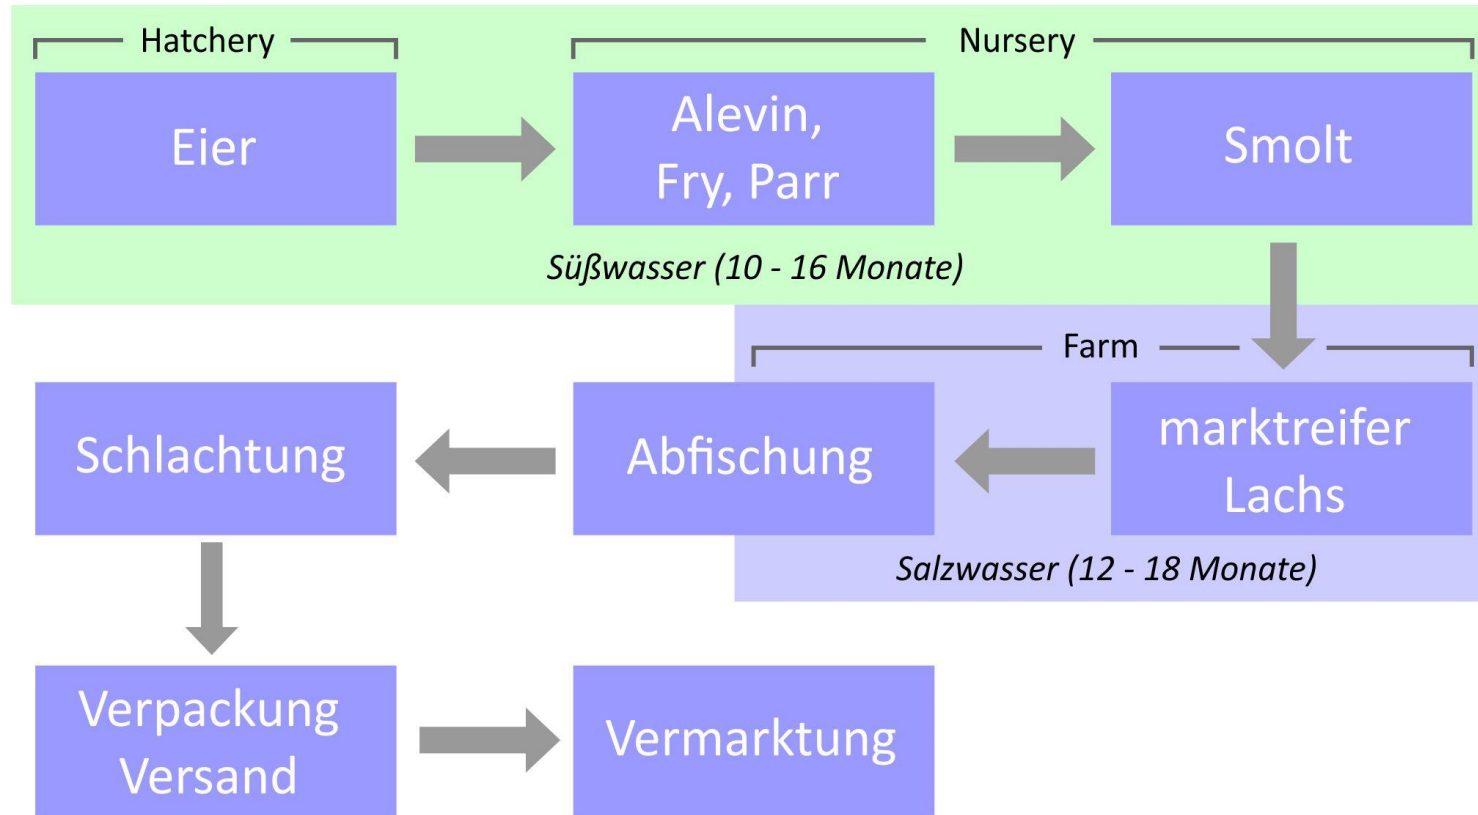 Hatchery
Nursery
Eier
Alevin,
Fry, Parr
Smolt
Süßwasser (10 - 16 Monate)
Farm
Schlachtung
Abfischung
marktreifer
Lachs
Salzwasser (12 - 18 Monate)
Verpackung
Versand
Vermarktung